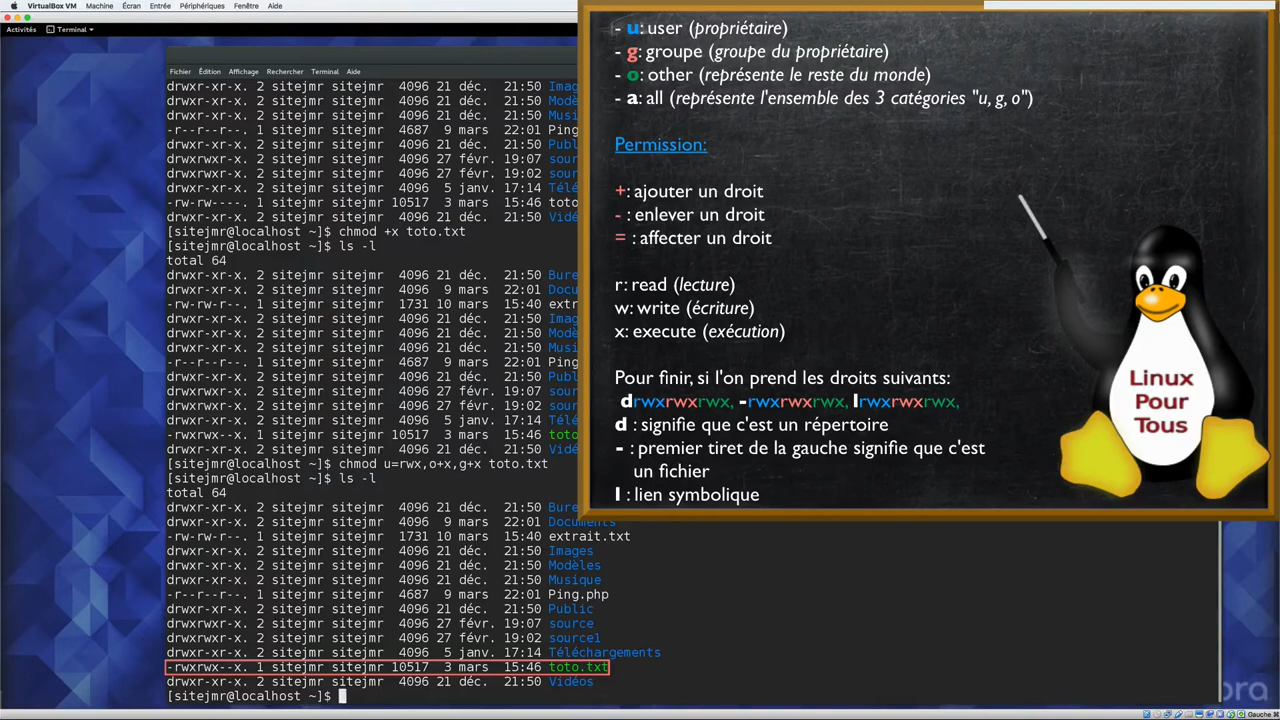 VirtualBox VM Machine Écran Entrée Périphériques Fenêtre Aide
Activités Terminal
Fichier Édition Affichage Rechercher Terminal Aide
drwxr-xr-x. 2 sitejmr sitejmr 4096 21 déc. 21:50
drwxr-xr-x. 2 sitejmr sitejmr 4096 21 déc. 21:50
drwxr-xr-x. 2 sitejmr sitejmr 4096 21 déc. 21:50
-r--r--r--. 1 sitejmr sitejmr 4687 9 mars 22:01 Ping
drwxr-xr-x. 2 sitejmr sitejmr 4096 21 déc. 21:50
drwxrwxr-x. 2 sitejmr sitejmr 4096 27 févr. 19:07
drwxrwxr-x. 2 sitejmr sitejmr 4096 27 févr. 19:02
drwxr-xr-x. 2 sitejmr sitejmr 4096 5 janv. 17:14
-rw-rw-r--. 1 sitejmr sitejmr 10517 3 mars 15:46 toto
drwxr-xr-x. 2 sitejmr sitejmr 4096 21 déc. 21:50
[sitejmr@localhost ~]$ chmod +x toto.txt
[sitejmr@localhost ~]$ ls -l
total 64
drwxr-xr-x. 2 sitejmr sitejmr 4096 21 déc. 21:50 Bure
drwxr-xr-x. 2 sitejmr sitejmr 4096 9 mars 22:01 Docu
-rw-rw-r--. 1 sitejmr sitejmr 1731 10 mars 15:40 extr
drwxr-xr-x. 2 sitejmr sitejmr 4096 21 déc. 21:50 Imag
drwxr-xr-x. 2 sitejmr sitejmr 4096 21 déc. 21:50 Modè
drwxr-xr-x. 2 sitejmr sitejmr 4096 21 déc. 21:50 Musi
-r--r--r--. 1 sitejmr sitejmr 4687 9 mars 22:01 Ping
drwxr-xr-x. 2 sitejmr sitejmr 4096 21 déc. 21:50 Publ
drwxrwxr-x. 2 sitejmr sitejmr 4096 27 févr. 19:07 sour
drwxrwxr-x. 2 sitejmr sitejmr 4096 27 févr. 19:02 sour
drwxr-xr-x. 2 sitejmr sitejmr 4096 5 janv. 17:14 Télé
-rwxrwxr-x. 1 sitejmr sitejmr 10517 3 mars 15:46 toto
drwxr-xr-x. 2 sitejmr sitejmr 4096 21 déc. 21:50 Vidé
[sitejmr@localhost ~]$ chmod u=rwx,o+x,g+x toto.txt
[sitejmr@localhost ~]$ ls -l
total 64
drwxr-xr-x. 2 sitejmr sitejmr 4096 21 déc. 21:50 Bure
drwxr-xr-x. 2 sitejmr sitejmr 4096 9 mars 22:01 Documents
-rw-rw-r--. 1 sitejmr sitejmr 1731 10 mars 15:40 extrait.txt
drwxr-xr-x. 2 sitejmr sitejmr 4096 21 déc. 21:50 Images
drwxr-xr-x. 2 sitejmr sitejmr 4096 21 déc. 21:50 Modèles
drwxr-xr-x. 2 sitejmr sitejmr 4096 21 déc. 21:50 Musique
-r--r--r--. 1 sitejmr sitejmr 4687 9 mars 22:01 Ping.php
drwxr-xr-x. 2 sitejmr sitejmr 4096 21 déc. 21:50 Public
drwxrwxr-x. 2 sitejmr sitejmr 4096 27 févr. 19:07 source
drwxrwxr-x. 2 sitejmr sitejmr 4096 27 févr. 19:02 source1
drwxr-xr-x. 2 sitejmr sitejmr 4096 5 janv. 17:14 Téléchargements
-rwxrwx--x. 1 sitejmr sitejmr 10517 3 mars 15:46 toto.txt
drwxr-xr-x. 2 sitejmr sitejmr 4096 21 déc. 21:50 Vidéos
[sitejmr@localhost ~]$
- u: user (propriétaire)
- g: groupe (groupe du propriétaire)
- o: other (représente le reste du monde)
- a: all (représente l'ensemble des 3 catégories "u, g, o")
Permission:
+: ajouter un droit
- : enlever un droit
= : affecter un droit
r: read (lecture)
w: write (écriture)
x: execute (exécution)
Pour finir, si l'on prend les droits suivants:
drwxrwxrwx, -rwxrwxrwx, lrwxrwxrwx,
d : signifie que c'est un répertoire
- : premier tiret de la gauche signifie que c'est
un fichier
l : lien symbolique
Linux
Pour
Tous
ora
Gauche ⌘